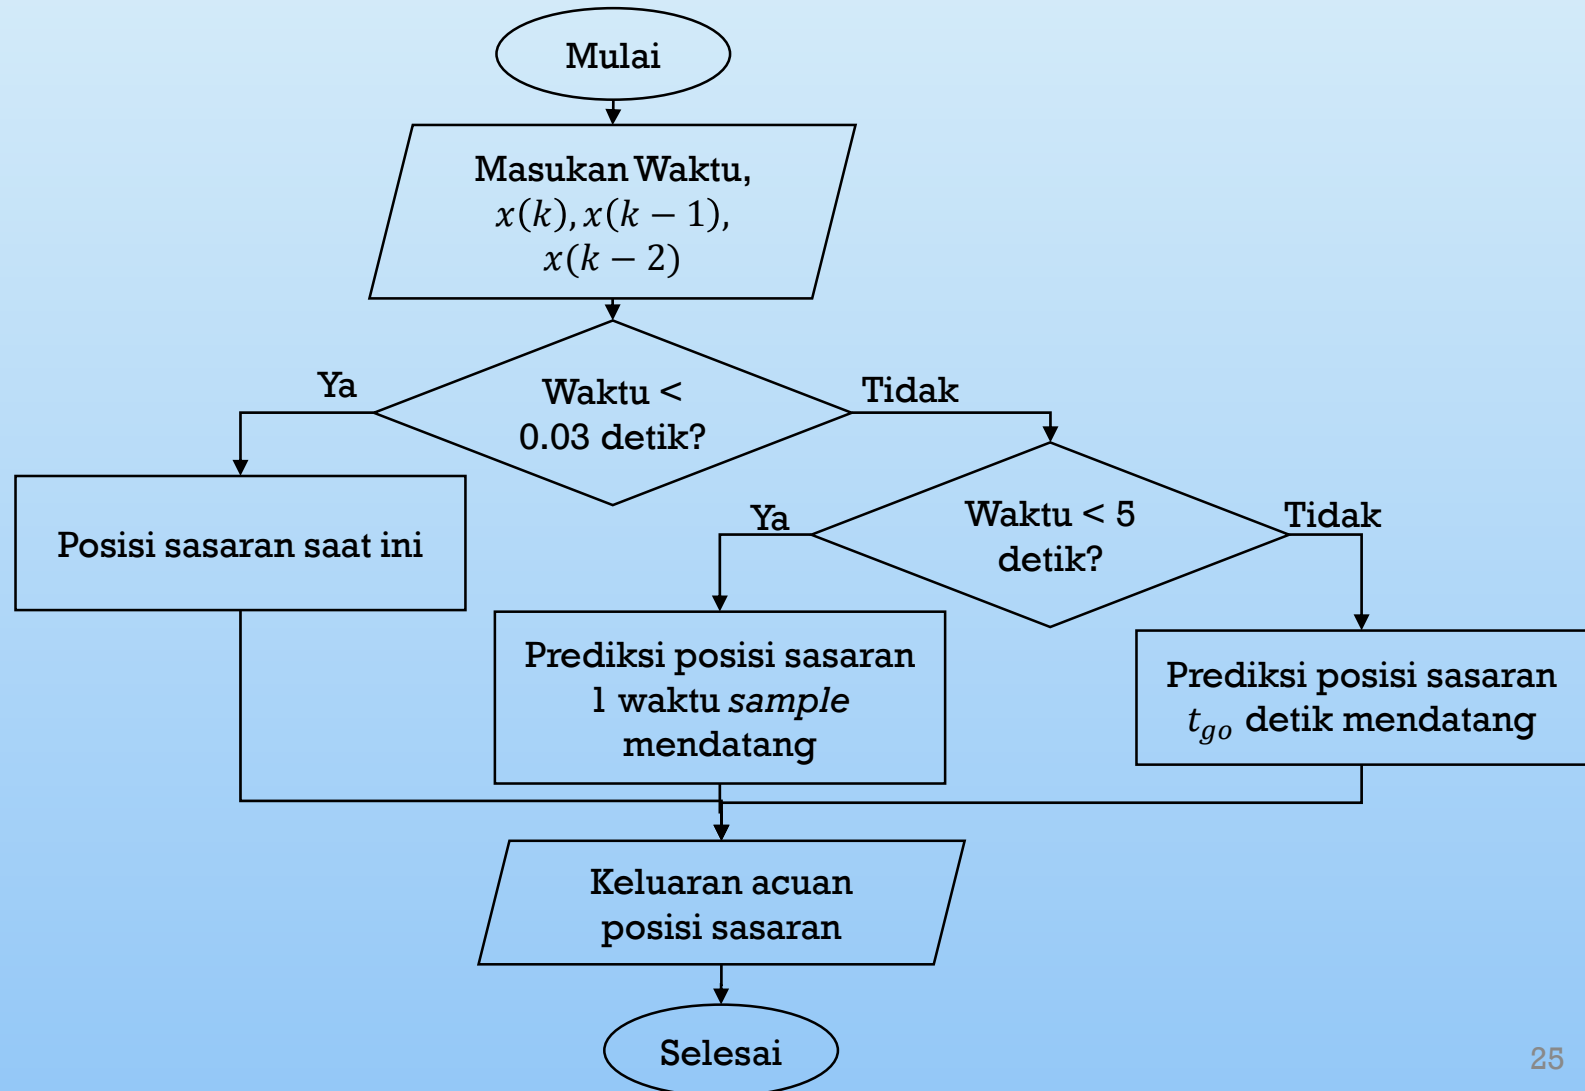 Mulai
Masukan Waktu,
x(k), x(k − 1),
x(k − 2)
Ya
Waktu <
0.03 detik?
Tidak
Posisi sasaran saat ini
Ya
Waktu < 5
detik?
Tidak
Prediksi posisi sasaran
1 waktu sample
mendatang
Prediksi posisi sasaran
t_go detik mendatang
Keluaran acuan
posisi sasaran
Selesai
25